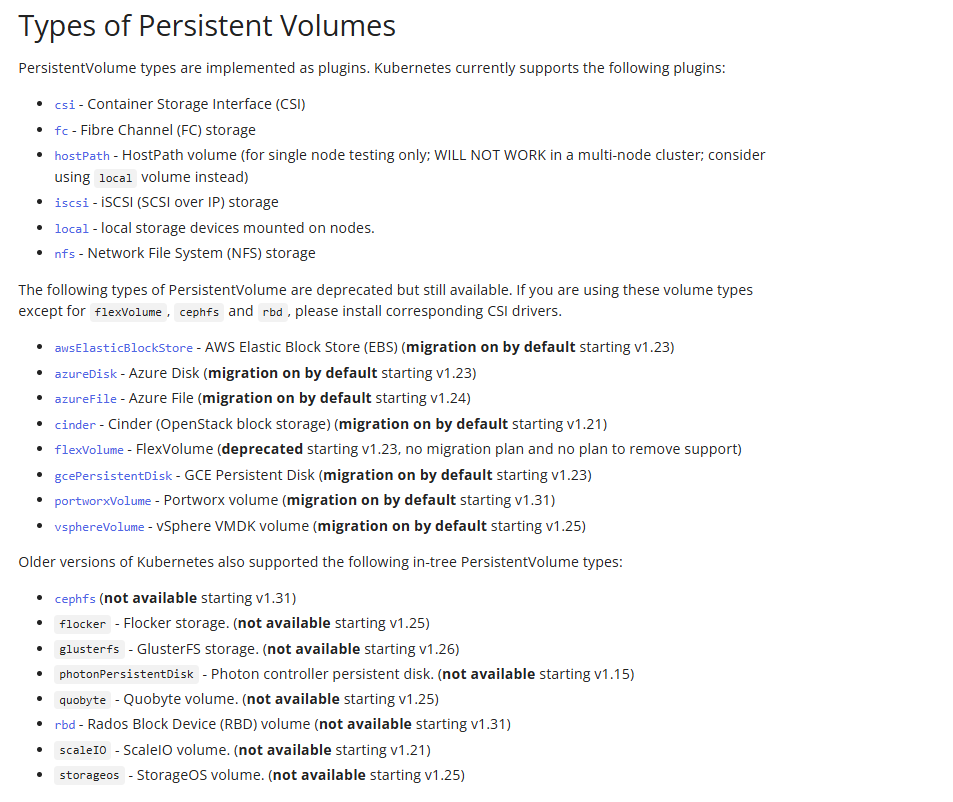 Types of Persistent Volumes
PersistentVolume types are implemented as plugins. Kubernetes currently supports the following plugins:
• csi - Container Storage Interface (CSI)
• fc - Fibre Channel (FC) storage
• hostPath - HostPath volume (for single node testing only; WILL NOT WORK in a multi-node cluster; consider
using local volume instead)
• iscsi - iSCSI (SCSI over IP) storage
• local - local storage devices mounted on nodes.
• nfs - Network File System (NFS) storage
The following types of PersistentVolume are deprecated but still available. If you are using these volume types
except for flexVolume, cephfs and rbd, please install corresponding CSI drivers.
• awsElasticBlockStore - AWS Elastic Block Store (EBS) (migration on by default starting v1.23)
• azureDisk - Azure Disk (migration on by default starting v1.23)
• azureFile - Azure File (migration on by default starting v1.24)
• cinder - Cinder (OpenStack block storage) (migration on by default starting v1.21)
• flexVolume - FlexVolume (deprecated starting v1.23, no migration plan and no plan to remove support)
• gcePersistentDisk - GCE Persistent Disk (migration on by default starting v1.23)
• portworxVolume - Portworx volume (migration on by default starting v1.31)
• vsphereVolume - vSphere VMDK volume (migration on by default starting v1.25)
Older versions of Kubernetes also supported the following in-tree PersistentVolume types:
• cephfs (not available starting v1.31)
• flocker - Flocker storage. (not available starting v1.25)
• glusterfs - GlusterFS storage. (not available starting v1.26)
• photonPersistentDisk - Photon controller persistent disk. (not available starting v1.15)
• quobyte - Quobyte volume. (not available starting v1.25)
• rbd - Rados Block Device (RBD) volume (not available starting v1.31)
• scaleIO - ScaleIO volume. (not available starting v1.21)
• storageos - StorageOS volume. (not available starting v1.25)